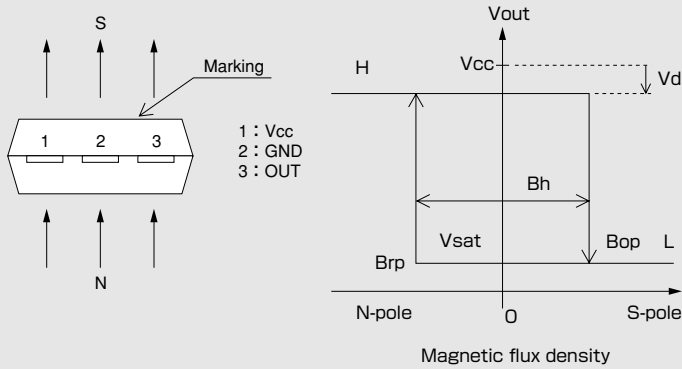 S
Marking
1 2 3
N
1 : Vcc
2 : GND
3 : OUT
Vout
Vcc
H
Vd
Bh
Vsat
Bop
L
Brp
N-pole
O
S-pole
Magnetic flux density